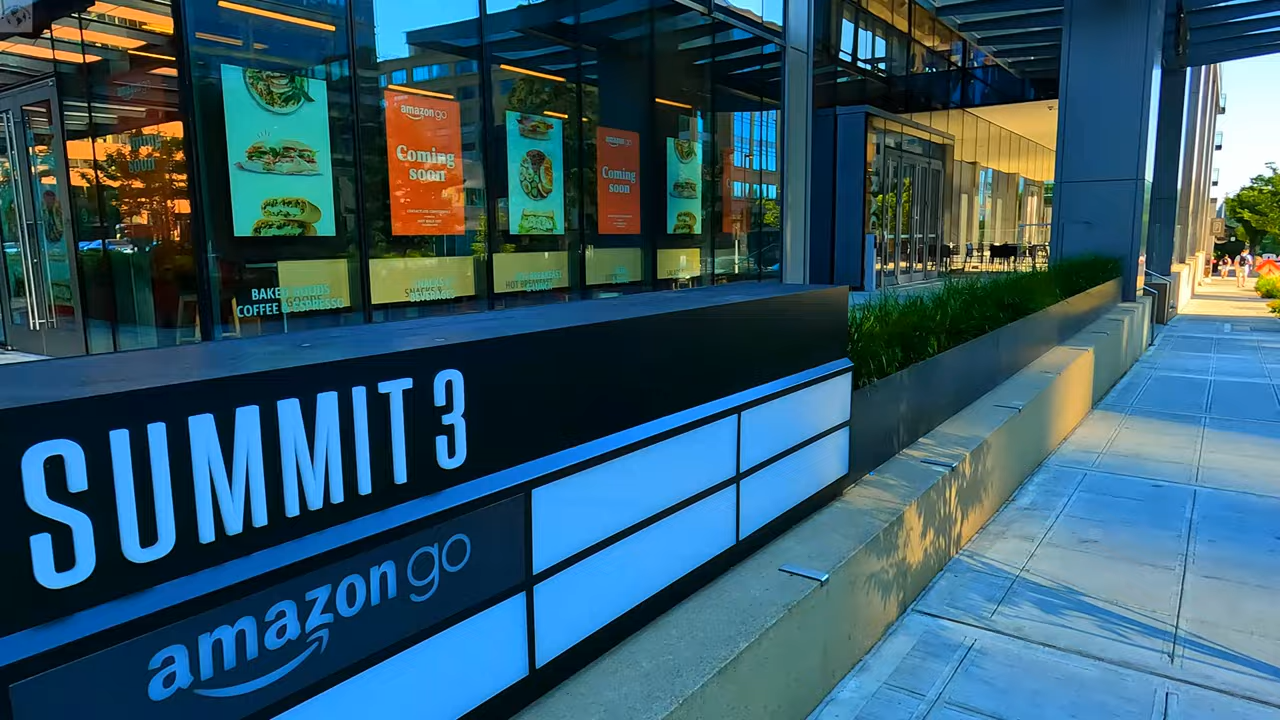 amazon go
Coming
soon
amazon go
Coming
soon
BAKED GOODS
COFFEE & ESPRESSO
SNACKS &
BEVERAGES
HOT BREAKFAST
SUMMIT 3
amazon go